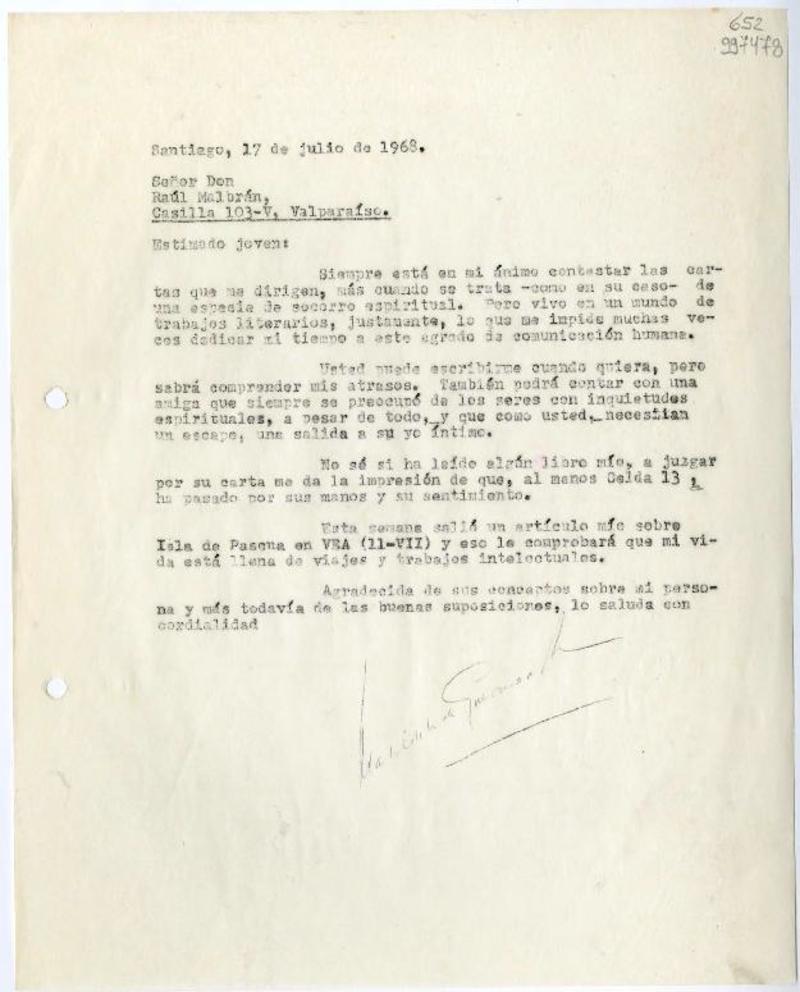 652
997478
Santiago, 17 de julio de 1968.
Señor Don
Raúl Malbrán,
Casilla 103-V, Valparaíso.
Estimado joven:
Siempre está en mi ánimo contestar las car-
tas que me dirigen, más cuando se trata -como en su caso- de
una especie de socorro espiritual. Pero vivo en un mundo de
trabajos literarios, justamente, lo que me impide muchas ve-
ces dedicar mi tiempo a este agrado de comunicación humana.
Usted puede escribirme cuando quiera, pero
sabrá comprender mis atrasos. También podrá contar con una
amiga que siempre se preocupó de los seres con inquietudes
espirituales, a pesar de todo, y que como usted, necesitan
un escape, una salida a su yo íntimo.
No sé si ha leído algún libro mío, a juzgar
por su carta me da la impresión de que, al menos Celda 13,
ha pasado por sus manos y su sentimiento.
Esta semana salió un artículo mío sobre
Isla de Pascua en VEA (11-VII) y eso le comprobará que mi vi-
da está llena de viajes y trabajos intelectuales.
Agradecida de sus conceptos sobre mi perso-
na y más todavía de las buenas suposiciones, lo saluda con
cordialidad